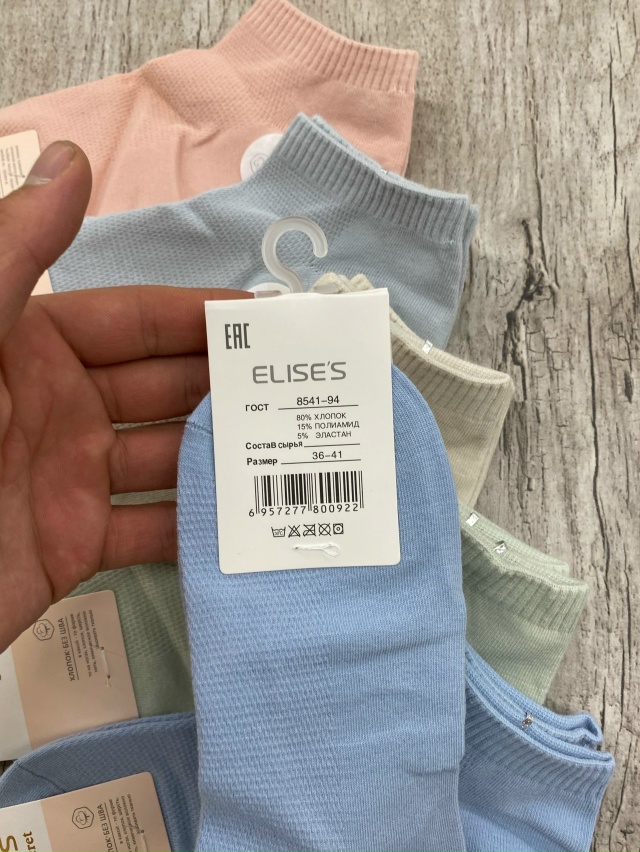 EAC
ELISE'S
ГОСТ 8541-94
80% ХЛОПОК
15% ПОЛИАМИД
5% ЭЛАСТАН
Состав сырья
Размер 36-41
6 957277 800922
ХЛОПОК БЕЗ ШВА
ХЛОПОК БЕЗ ШВА
S
ret